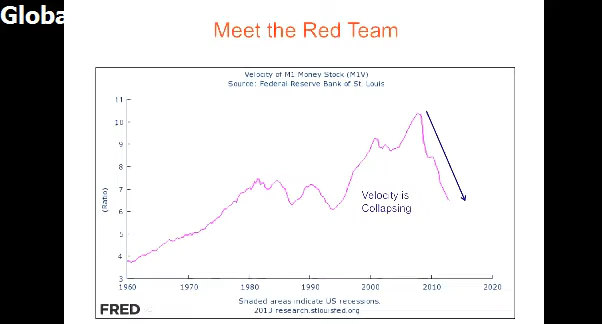 Globa
Meet the Red Team
Velocity of M1 Money Stock (M1V)
Source: Federal Reserve Bank of St. Louis
11
10
9
8
7
6
5
4
3
(Ratio)
Velocity is
Collapsing
1960 1970 1980 1990 2000 2010 2020
Shaded areas indicate US recessions.
2013 research.stlouisfed.org
FRED